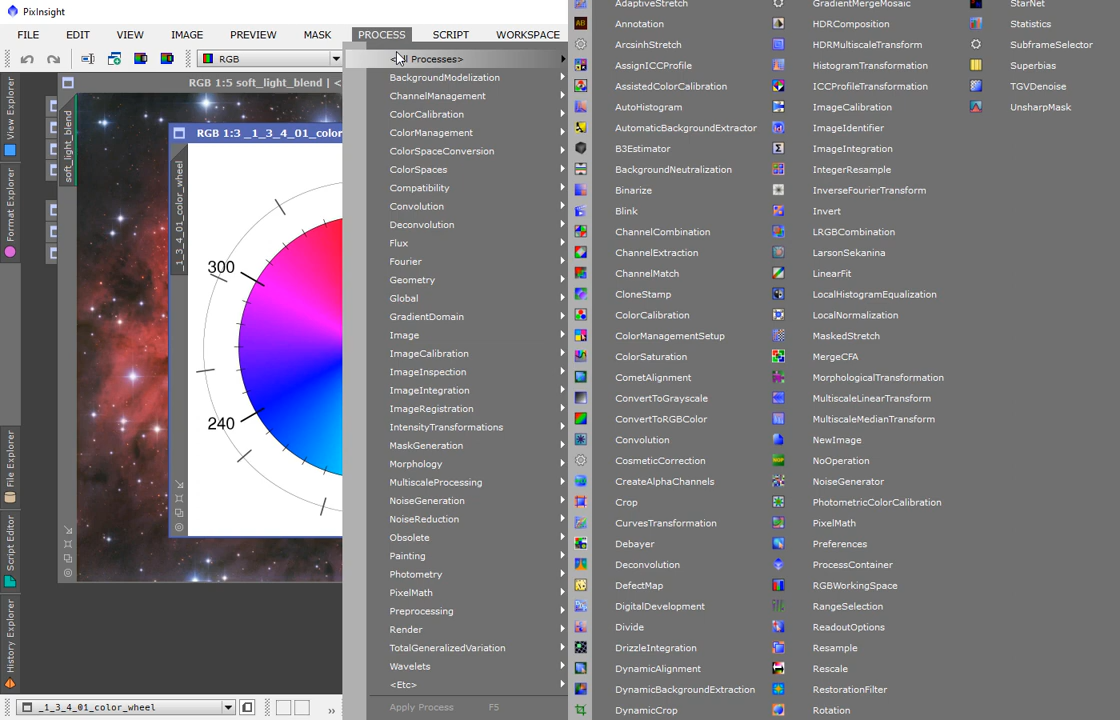 PixInsight
FILE EDIT VIEW IMAGE PREVIEW MASK PROCESS SCRIPT WORKSPACE
RGB
RGB 1:5 soft_light_blend | <
soft_light_blend
RGB 1:3 _1_3_4_01_color
_1_3_4_01_color_wheel
300
240
View Explorer
Format Explorer
File Explorer
Script Editor
History Explorer
_1_3_4_01_color_wheel
BackgroundModelization
ChannelManagement
ColorCalibration
ColorManagement
ColorSpaceConversion
ColorSpaces
Compatibility
Convolution
Deconvolution
Flux
Fourier
Geometry
Global
GradientDomain
Image
ImageCalibration
ImageInspection
ImageIntegration
ImageRegistration
IntensityTransformations
MaskGeneration
Morphology
MultiscaleProcessing
NoiseGeneration
NoiseReduction
Obsolete
Painting
Photometry
PixelMath
Preprocessing
Render
TotalGeneralizedVariation
Wavelets
<Etc>
Apply Process F5
AdaptiveStretch
Annotation
ArcsinhStretch
AssignICCProfile
AssistedColorCalibration
AutoHistogram
AutomaticBackgroundExtractor
B3Estimator
BackgroundNeutralization
Binarize
Blink
ChannelCombination
ChannelExtraction
ChannelMatch
CloneStamp
ColorCalibration
ColorManagementSetup
ColorSaturation
CometAlignment
ConvertToGrayscale
ConvertToRGBColor
Convolution
CosmeticCorrection
CreateAlphaChannels
Crop
CurvesTransformation
Debayer
Deconvolution
DefectMap
DigitalDevelopment
Divide
DrizzleIntegration
DynamicAlignment
DynamicBackgroundExtraction
DynamicCrop
GradientMergeMosaic
HDRComposition
HDRMultiscaleTransform
HistogramTransformation
ICCProfileTransformation
ImageCalibration
ImageIdentifier
ImageIntegration
IntegerResample
InverseFourierTransform
Invert
LRGBCombination
LarsonSekanina
LinearFit
LocalHistogramEqualization
LocalNormalization
MaskedStretch
MergeCFA
MorphologicalTransformation
MultiscaleLinearTransform
MultiscaleMedianTransform
NewImage
NoOperation
NoiseGenerator
PhotometricColorCalibration
PixelMath
Preferences
ProcessContainer
RGBWorkingSpace
RangeSelection
ReadoutOptions
Resample
Rescale
RestorationFilter
Rotation
StarNet
Statistics
SubframeSelector
Superbias
TGVDenoise
UnsharpMask